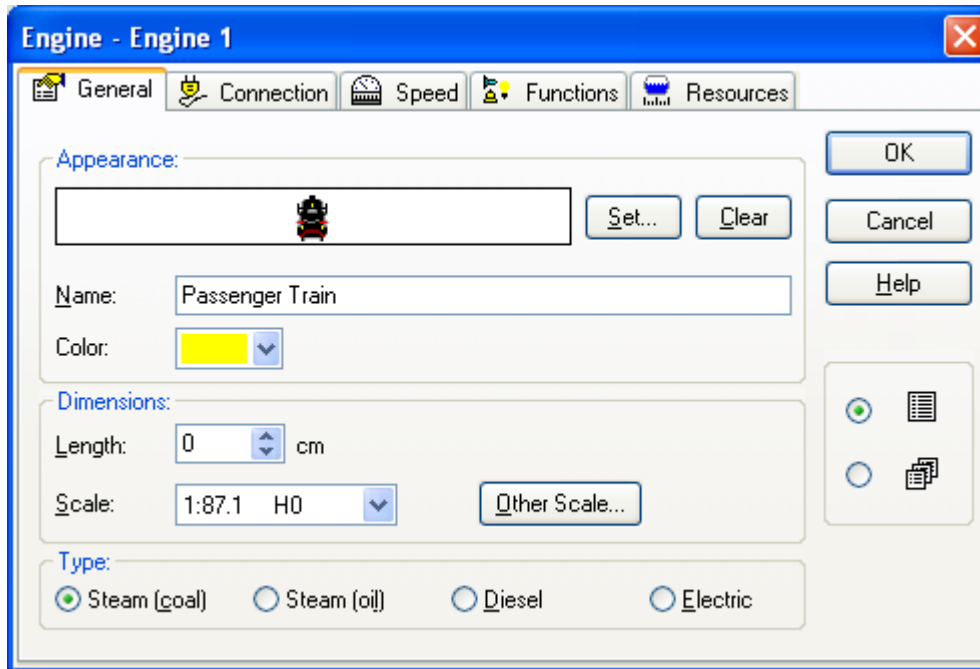 Engine - Engine 1
General Connection Speed Functions Resources
Appearance:
Set... Clear
Name: Passenger Train
Color:
Dimensions:
Length: 0 cm
Scale: 1:87.1 H0 Other Scale...
Type:
Steam (coal) Steam (oil) Diesel Electric
OK
Cancel
Help